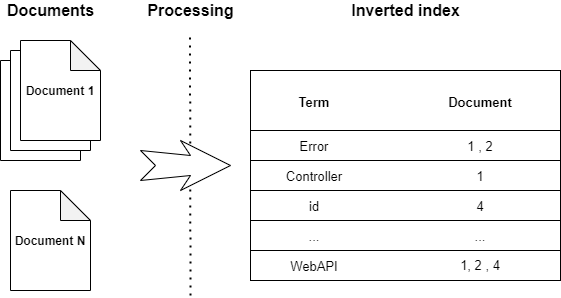 Documents Processing Inverted index
Document 1
Document N
Term Document
Error 1 , 2
Controller 1
id 4
... ...
WebAPI 1, 2 , 4